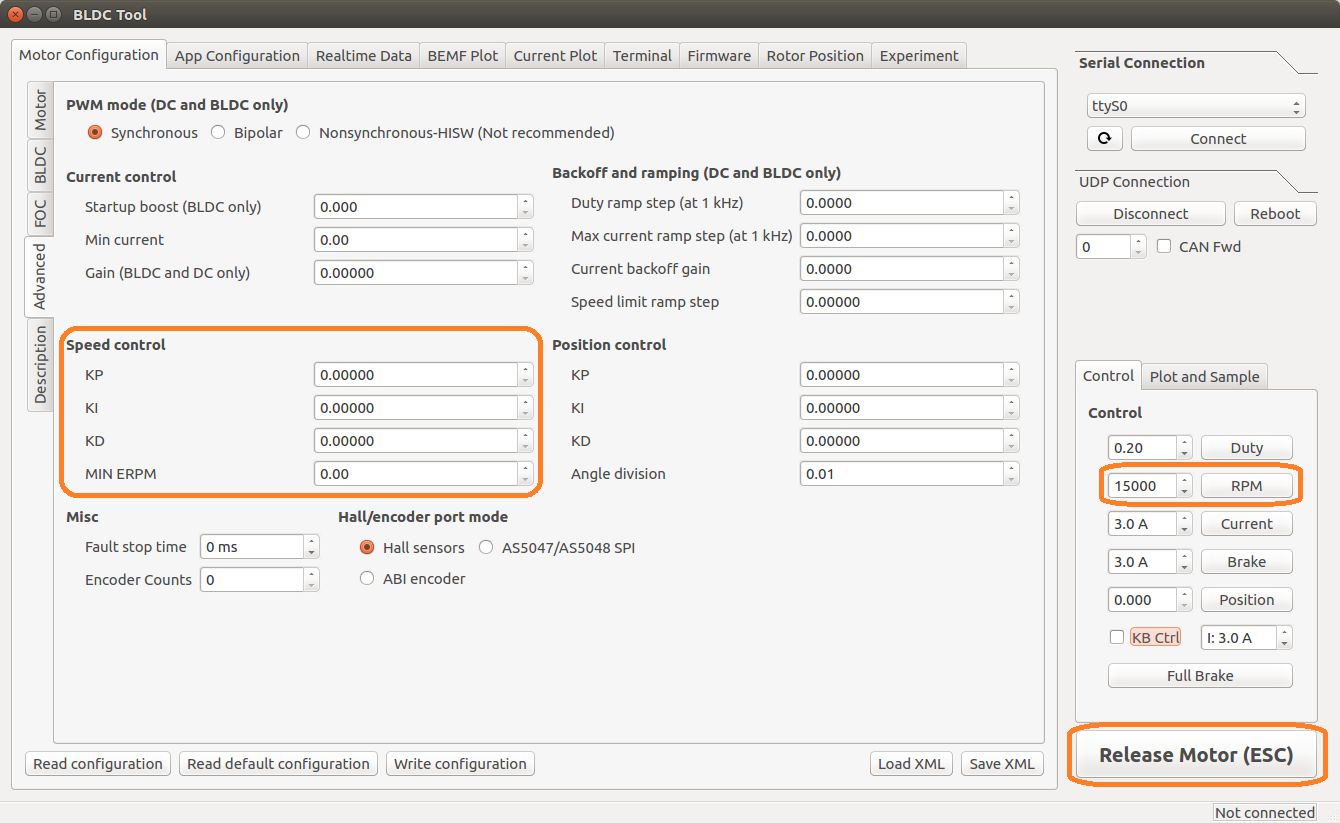 BLDC Tool
Motor Configuration App Configuration Realtime Data BEMF Plot Current Plot Terminal Firmware Rotor Position Experiment
Motor
BLDC
FOC
Advanced
Description
PWM mode (DC and BLDC only)
Synchronous Bipolar Nonsynchronous-HISW (Not recommended)
Current control
Startup boost (BLDC only) 0.000
Min current 0.00
Gain (BLDC and DC only) 0.00000
Backoff and ramping (DC and BLDC only)
Duty ramp step (at 1 kHz) 0.0000
Max current ramp step (at 1 kHz) 0.0000
Current backoff gain 0.0000
Speed limit ramp step 0.00000
Speed control
KP 0.00000
KI 0.00000
KD 0.00000
MIN ERPM 0.00
Position control
KP 0.00000
KI 0.00000
KD 0.00000
Angle division 0.01
Misc
Fault stop time 0 ms
Encoder Counts 0
Hall/encoder port mode
Hall sensors AS5047/AS5048 SPI
ABI encoder
Read configuration Read default configuration Write configuration Load XML Save XML
Serial Connection
ttyS0
Connect
UDP Connection
Disconnect Reboot
0 CAN Fwd
Control Plot and Sample
Control
0.20 Duty
15000 RPM
3.0 A Current
3.0 A Brake
0.000 Position
KB Ctrl I: 3.0 A
Full Brake
Release Motor (ESC)
Not connected